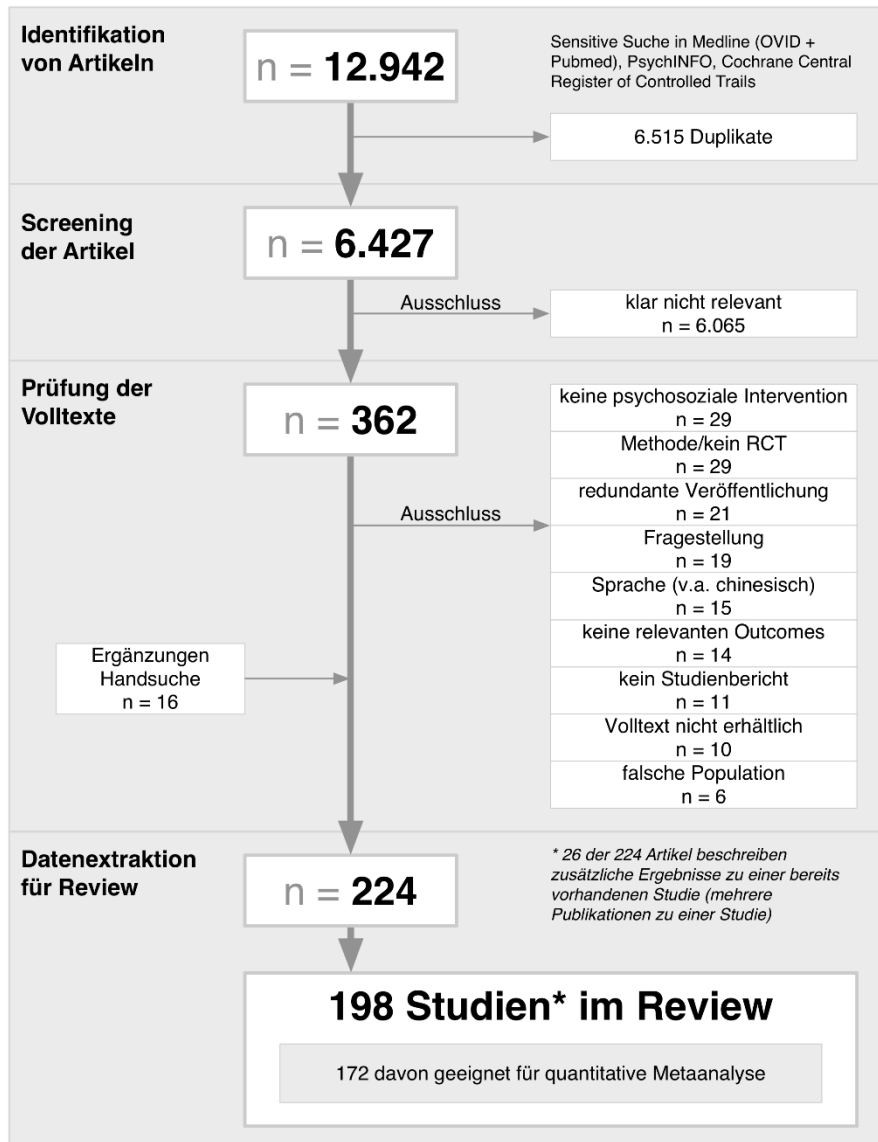 Identifikation
von Artikeln
n = 12.942
Sensitive Suche in Medline (OVID +
Pubmed), PsychINFO, Cochrane Central
Register of Controlled Trails
6.515 Duplikate
Screening
der Artikel
n = 6.427
Ausschluss
klar nicht relevant
n = 6.065
Prüfung der
Volltexte
n = 362
Ausschluss
keine psychosoziale Intervention
n = 29
Methode/kein RCT
n = 29
redundante Veröffentlichung
n = 21
Fragestellung
n = 19
Sprache (v.a. chinesisch)
n = 15
keine relevanten Outcomes
n = 14
kein Studienbericht
n = 11
Volltext nicht erhältlich
n = 10
falsche Population
n = 6
Ergänzungen
Handsuche
n = 16
Datenextraktion
für Review
n = 224
* 26 der 224 Artikel beschreiben
zusätzliche Ergebnisse zu einer bereits
vorhandenen Studie (mehrere
Publikationen zu einer Studie)
198 Studien* im Review
172 davon geeignet für quantitative Metaanalyse